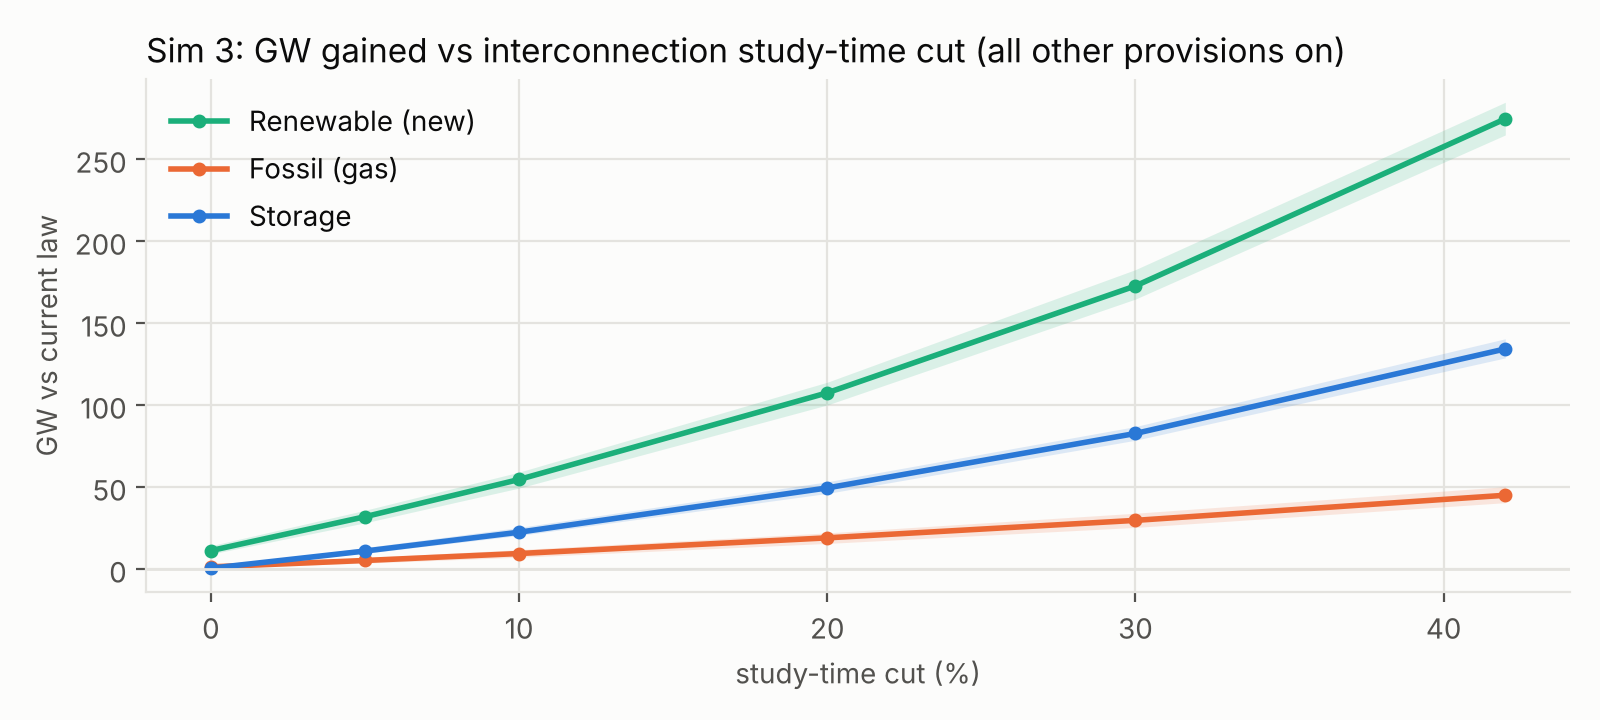 Sim 3: GW gained vs interconnection study-time cut (all other provisions on)
Renewable (new)
Fossil (gas)
Storage
GW vs current law
250
200
150
100
50
0
0 10 20 30 40
study-time cut (%)